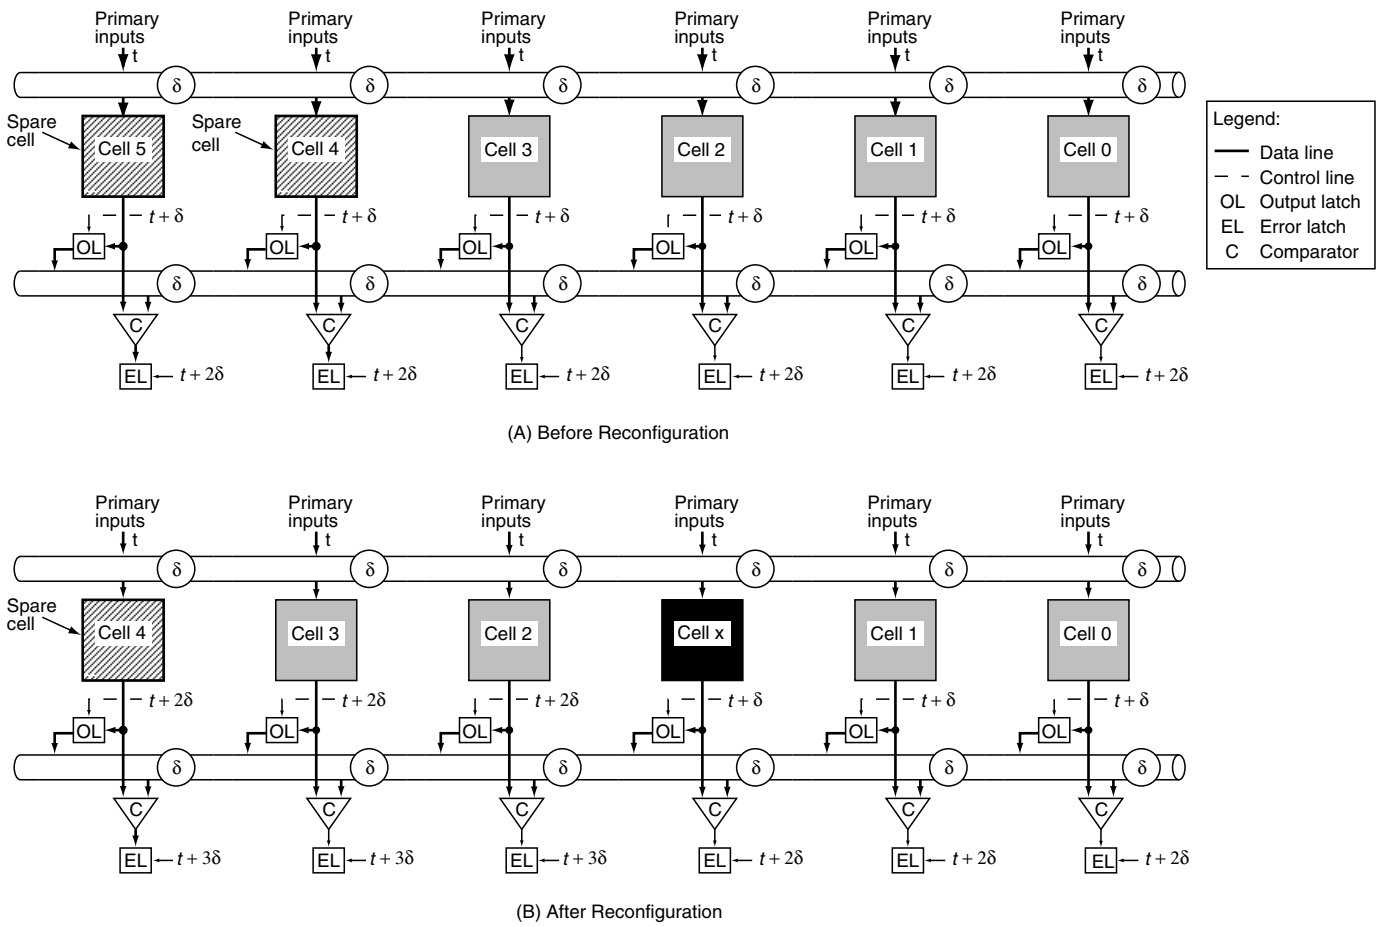 Primary inputs t
Primary inputs t
Primary inputs t
Primary inputs t
Primary inputs t
Primary inputs t
δ δ δ δ δ δ
Spare cell
Cell 5
Spare cell
Cell 4
Cell 3
Cell 2
Cell 1
Cell 0
t + δ t + δ t + δ t + δ t + δ t + δ
OL OL OL OL OL OL
δ δ δ δ δ δ
C C C C C C
EL t + 2δ EL t + 2δ EL t + 2δ EL t + 2δ EL t + 2δ EL t + 2δ
Legend:
Data line
Control line
OL Output latch
EL Error latch
C Comparator
(A) Before Reconfiguration
Primary inputs t
Primary inputs t
Primary inputs t
Primary inputs t
Primary inputs t
Primary inputs t
δ δ δ δ δ δ
Spare cell
Cell 4
Cell 3
Cell 2
Cell x
Cell 1
Cell 0
t + 2δ t + 2δ t + 2δ t + δ t + δ t + δ
OL OL OL OL OL OL
δ δ δ δ δ δ
C C C C C C
EL t + 3δ EL t + 3δ EL t + 3δ EL t + 2δ EL t + 2δ EL t + 2δ
(B) After Reconfiguration